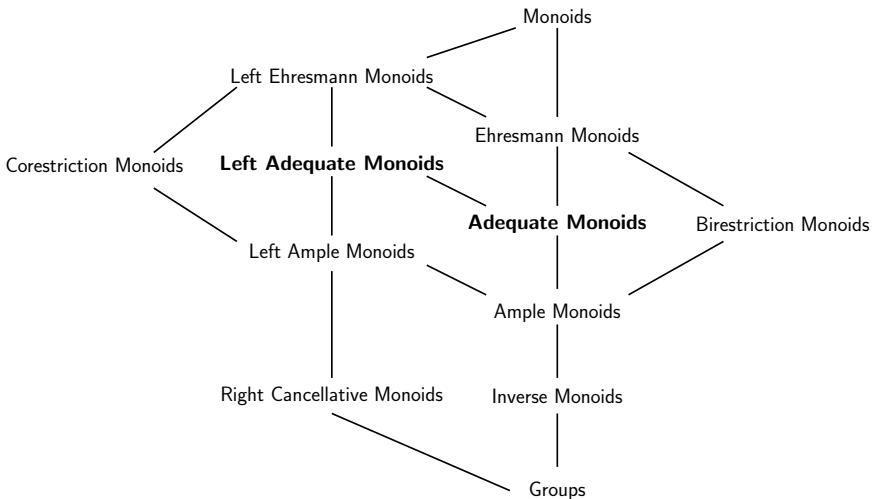 Monoids
Left Ehresmann Monoids
Ehresmann Monoids
Corestriction Monoids
Left Adequate Monoids
Adequate Monoids
Birestriction Monoids
Left Ample Monoids
Ample Monoids
Right Cancellative Monoids
Inverse Monoids
Groups